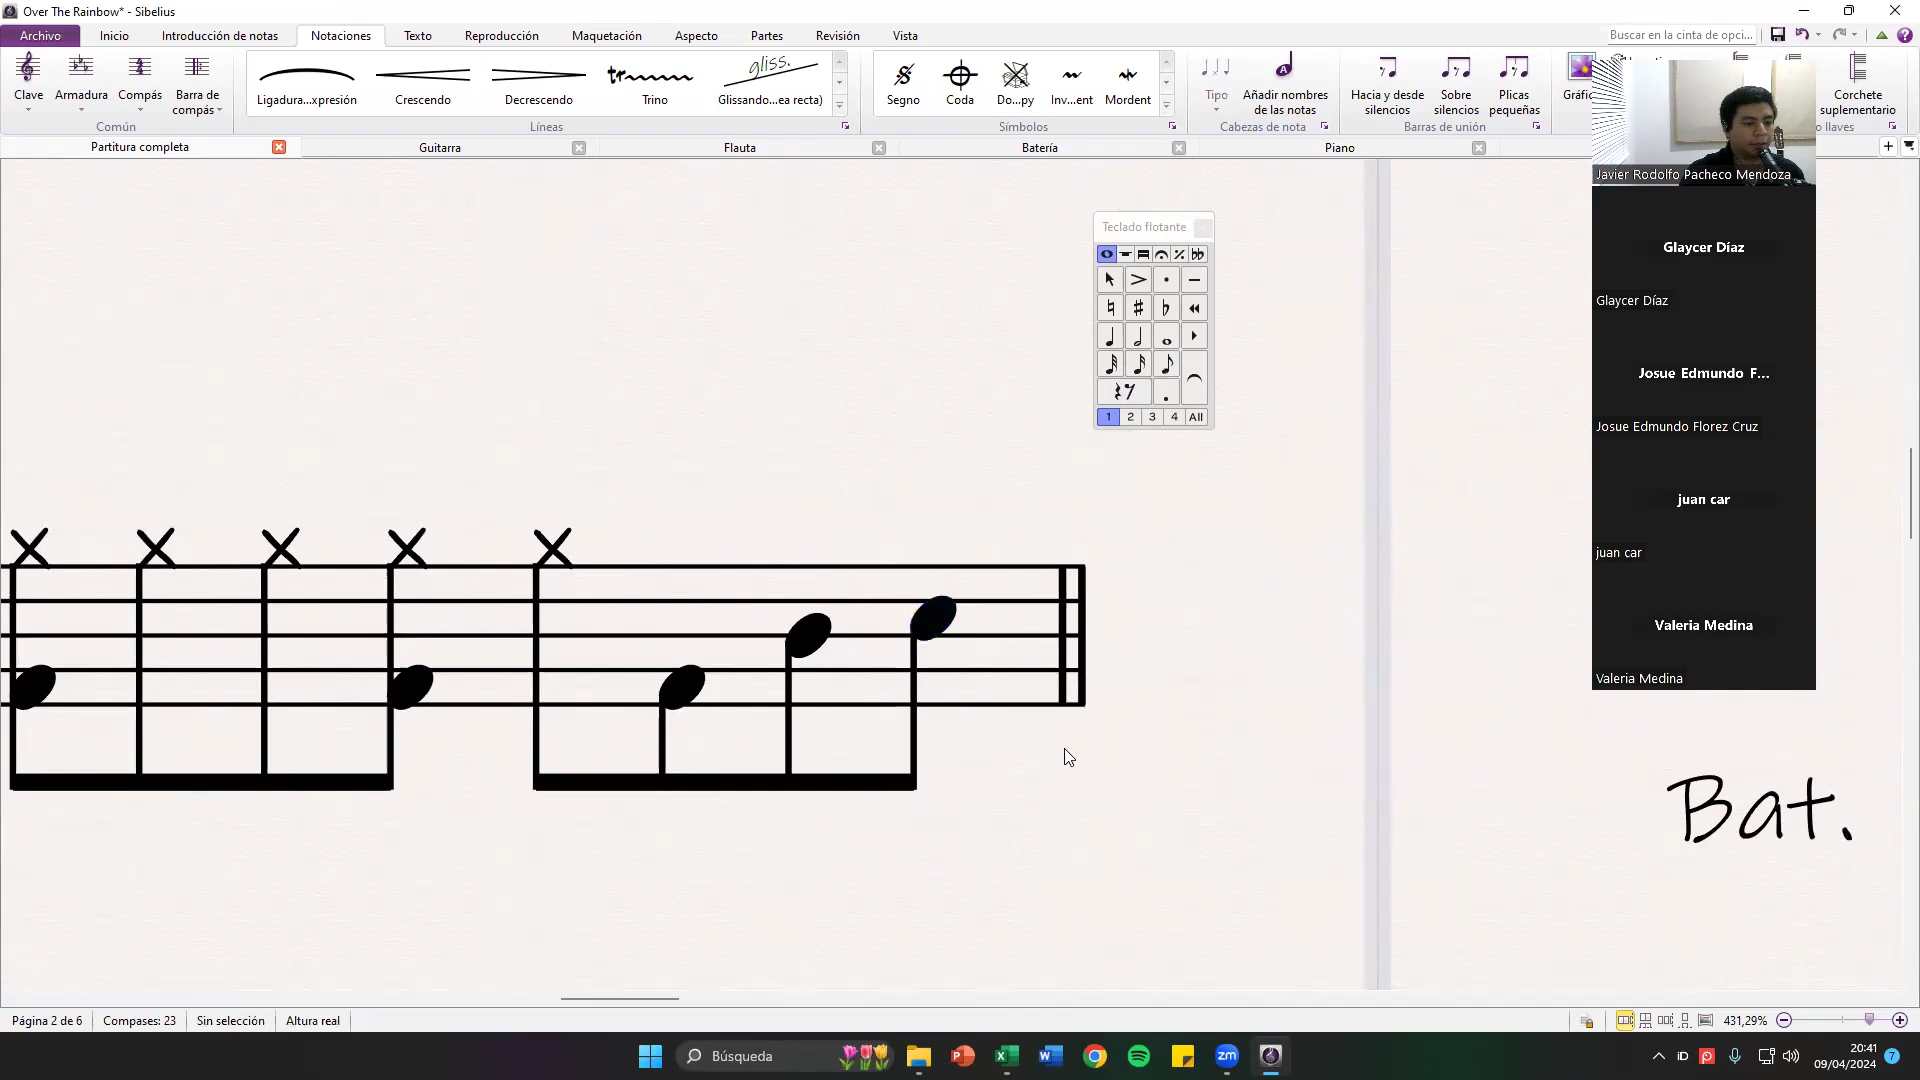 Over The Rainbow* - Sibelius
Archivo Inicio Introducción de notas Notaciones Texto Reproducción Maquetación Aspecto Partes Revisión Vista Buscar en la cinta de opci...
gliss.
Clave Armadura Compás Barra de compás Ligadura...xpresión Crescendo Decrescendo Trino Glissando...ea recta) Segno Coda Do...py Inv...ent Mordent Tipo Añadir nombres de las notas Hacia y desde silencios Sobre silencios Plicas pequeñas Gráfic Corchete suplementario
Común Líneas Símbolos Cabezas de nota Barras de unión o llaves
Partitura completa Guitarra Flauta Batería Piano
Javier Rodolfo Pacheco Mendoza
Teclado flotante
1 2 3 4 All
Glaycer Díaz
Glaycer Díaz
Josue Edmundo F...
Josue Edmundo Florez Cruz
juan car
juan car
Valeria Medina
Valeria Medina
Bat.
Página 2 de 6 Compases: 23 Sin selección Altura real 431,29%
Búsqueda
zm
iD
20:41
09/04/2024
7